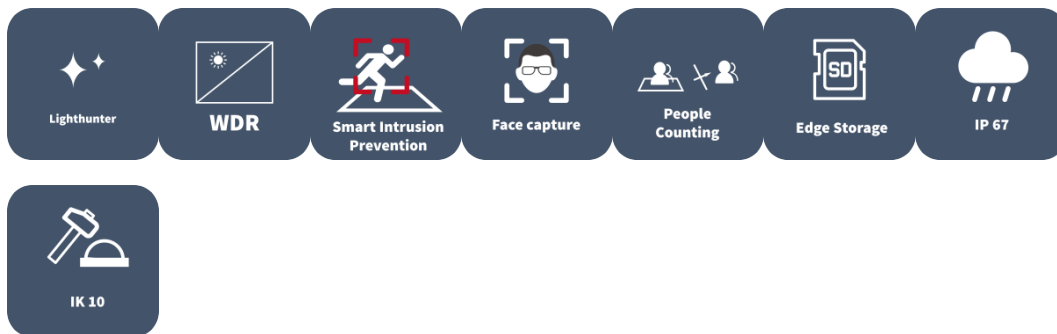 Lighthunter
WDR
Smart Intrusion
Prevention
Face capture
People
Counting
SD
Edge Storage
IP 67
IK 10